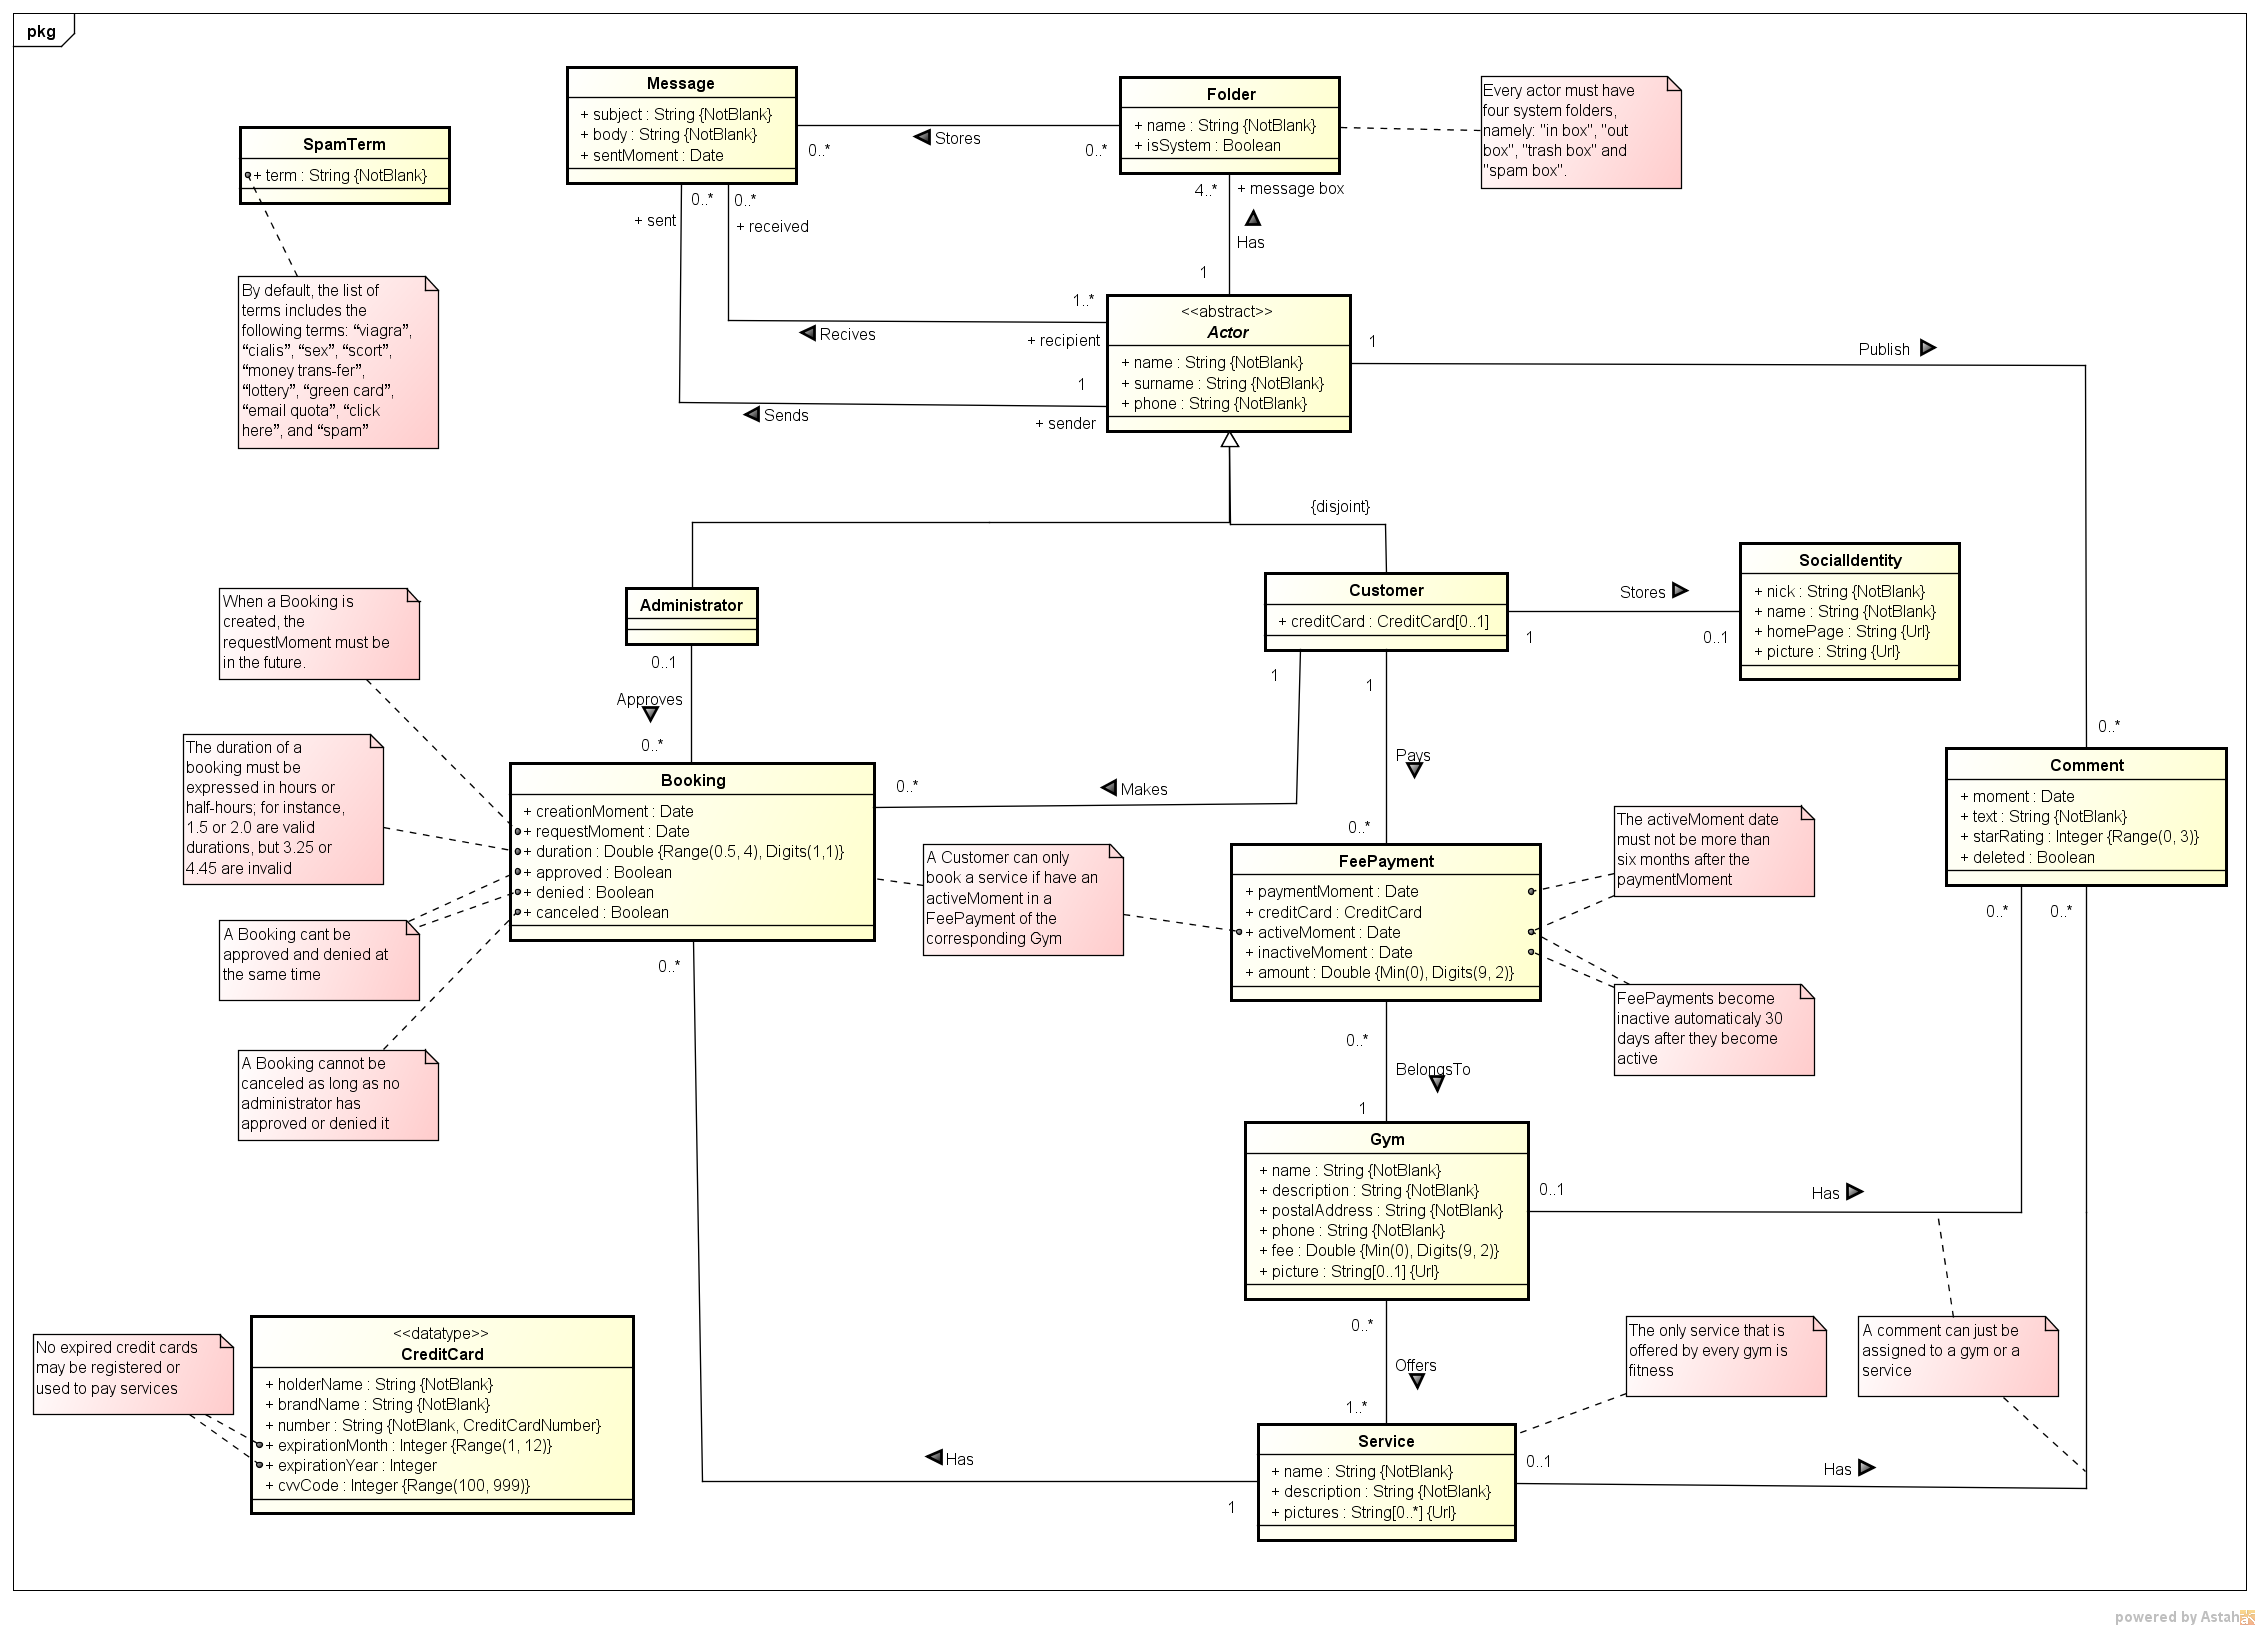 pkg
Message
+ subject : String {NotBlank}
+ body : String {NotBlank}
+ sentMoment : Date
Folder
+ name : String {NotBlank}
+ isSystem : Boolean
Every actor must have
four system folders,
namely: "in box", "out
box", "trash box" and
"spam box".
SpamTerm
+ term : String {NotBlank}
By default, the list of
terms includes the
following terms: “viagra”,
“cialis”, “sex”, “scort”,
“money trans-fer”,
“lottery”, “green card”,
“email quota”, “click
here”, and “spam”
Stores
0..*
0..*
0..*
0..*
+ sent
+ received
4..*
+ message box
Has
1
1..*
Recives
+ recipient
1
Sends
+ sender
<<abstract>>
Actor
+ name : String {NotBlank}
+ surname : String {NotBlank}
+ phone : String {NotBlank}
1
Publish
0..*
{disjoint}
Administrator
Customer
+ creditCard : CreditCard[0..1]
Stores
1
0..1
SocialIdentity
+ nick : String {NotBlank}
+ name : String {NotBlank}
+ homePage : String {Url}
+ picture : String {Url}
When a Booking is
created, the
requestMoment must be
in the future.
0..1
Approves
0..*
1
Makes
0..*
1
Pays
0..*
The duration of a
booking must be
expressed in hours or
half-hours; for instance,
1.5 or 2.0 are valid
durations, but 3.25 or
4.45 are invalid
Booking
+ creationMoment : Date
+ requestMoment : Date
+ duration : Double {Range(0.5, 4), Digits(1,1)}
+ approved : Boolean
+ denied : Boolean
+ canceled : Boolean
A Customer can only
book a service if have an
activeMoment in a
FeePayment of the
corresponding Gym
FeePayment
+ paymentMoment : Date
+ creditCard : CreditCard
+ activeMoment : Date
+ inactiveMoment : Date
+ amount : Double {Min(0), Digits(9, 2)}
The activeMoment date
must not be more than
six months after the
paymentMoment
Comment
+ moment : Date
+ text : String {NotBlank}
+ starRating : Integer {Range(0, 3)}
+ deleted : Boolean
A Booking cant be
approved and denied at
the same time
A Booking cannot be
canceled as long as no
administrator has
approved or denied it
FeePayments become
inactive automaticaly 30
days after they become
active
0..*
0..*
0..*
0..*
BelongsTo
1
Gym
+ name : String {NotBlank}
+ description : String {NotBlank}
+ postalAddress : String {NotBlank}
+ phone : String {NotBlank}
+ fee : Double {Min(0), Digits(9, 2)}
+ picture : String[0..1] {Url}
0..1
Has
0..*
Offers
1..*
The only service that is
offered by every gym is
fitness
A comment can just be
assigned to a gym or a
service
No expired credit cards
may be registered or
used to pay services
<<datatype>>
CreditCard
+ holderName : String {NotBlank}
+ brandName : String {NotBlank}
+ number : String {NotBlank, CreditCardNumber}
+ expirationMonth : Integer {Range(1, 12)}
+ expirationYear : Integer
+ cvvCode : Integer {Range(100, 999)}
Has
1
Service
+ name : String {NotBlank}
+ description : String {NotBlank}
+ pictures : String[0..*] {Url}
0..1
Has
powered by Astah